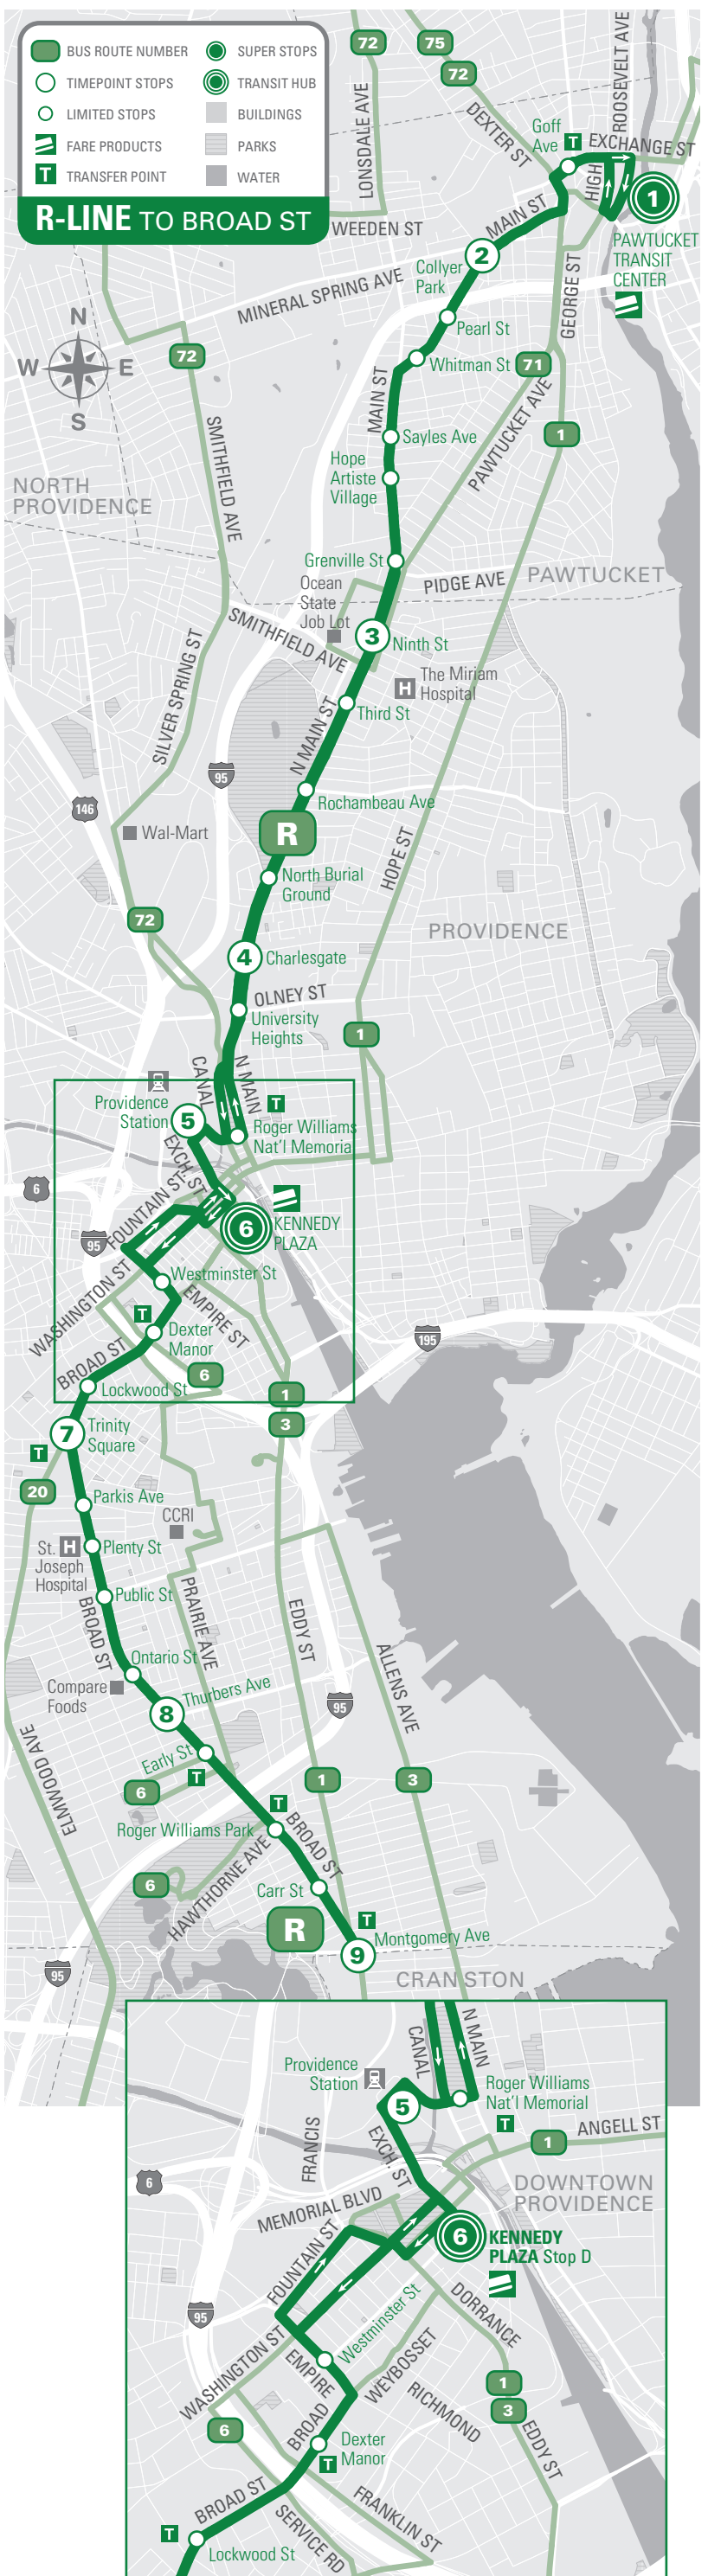 BUS ROUTE NUMBER
SUPER STOPS
TIMEPOINT STOPS
TRANSIT HUB
LIMITED STOPS
BUILDINGS
FARE PRODUCTS
PARKS
T
TRANSFER POINT
WATER
R-LINE TO BROAD ST
72
75
72
LONSDALE AVE
DEXTER ST
ROOSEVELT AVE
Goff
Ave
T
EXCHANGE ST
HIGH
1
PAWTUCKET
TRANSIT
CENTER
WEEDEN ST
MAIN ST
2
Collyer
Park
GEORGE ST
MINERAL SPRING AVE
Pearl St
N
W
E
S
72
Whitman St
71
MAIN ST
PAWTUCKET AVE
1
SMITHFIELD AVE
Sayles Ave
Hope
Artiste
Village
NORTH
PROVIDENCE
Grenville St
PIDGE AVE
PAWTUCKET
Ocean
State
Job Lot
SMITHFIELD AVE
3
Ninth St
SILVER SPRING ST
H
The Miriam
Hospital
Third St
N MAIN ST
95
146
Rochambeau Ave
Wal-Mart
R
HOPE ST
North Burial
Ground
72
PROVIDENCE
4
Charlesgate
OLNEY ST
University
Heights
1
CANAL
N MAIN
T
Providence
Station
5
Roger Williams
Nat'l Memoria
EXCH. ST
6
FOUNTAIN ST
6
KENNEDY
PLAZA
95
WASHINGTON ST
Westminster St
EMPIRE ST
T
Dexter
Manor
195
BROAD ST
6
Lockwood St
1
3
7
Trinity
Square
T
20
Parkis Ave
CCRI
St.
Joseph
Hospital
H
Plenty St
Public St
BROAD ST
PRAIRIE AVE
EDDY ST
ALLENS AVE
Ontario St
Compare
Foods
Thurbers Ave
8
95
ELMWOOD AVE
Early St
T
6
1
3
T
Roger Williams Park
BROAD ST
HAWTHORNE AVE
6
Carr St
R
T
Montgomery Ave
9
95
CRANSTON
CANAL
N MAIN
Providence
Station
5
Roger Williams
Nat'l Memorial
T
ANGELL ST
1
FRANCIS
EXCH. ST
6
DOWNTOWN
PROVIDENCE
MEMORIAL BLVD
FOUNTAIN ST
6
KENNEDY
PLAZA Stop D
95
Westminster St
DORRANCE
WASHINGTON ST
EMPIRE
WEYBOSSET
RICHMOND
1
3
6
BROAD
Dexter
Manor
T
EDDY ST
BROAD ST
FRANKLIN ST
SERVICE RD
T
Lockwood St